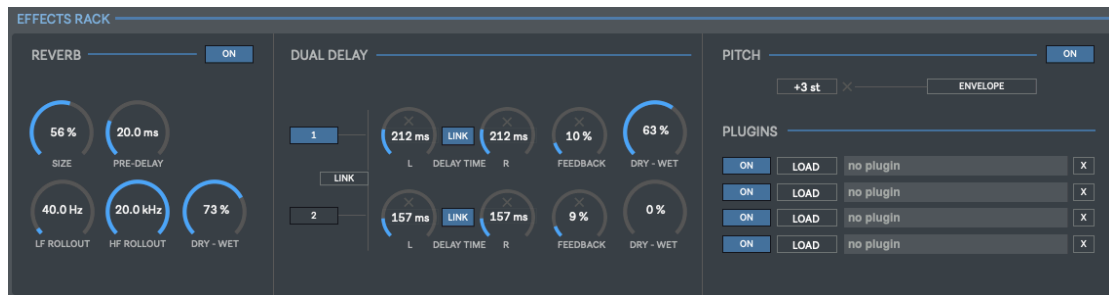 EFFECTS RACK
REVERB ON
56 % 20.0 ms
SIZE PRE-DELAY
40.0 Hz 20.0 kHz 73 %
LF ROLLOUT HF ROLLOUT DRY - WET
DUAL DELAY
1 212 ms LINK 212 ms 10 % 63 %
L DELAY TIME R FEEDBACK DRY - WET
LINK
2 157 ms LINK 157 ms 9 % 0 %
L DELAY TIME R FEEDBACK DRY - WET
PITCH ON
+3 st ENVELOPE
PLUGINS
ON LOAD no plugin X
ON LOAD no plugin X
ON LOAD no plugin X
ON LOAD no plugin X